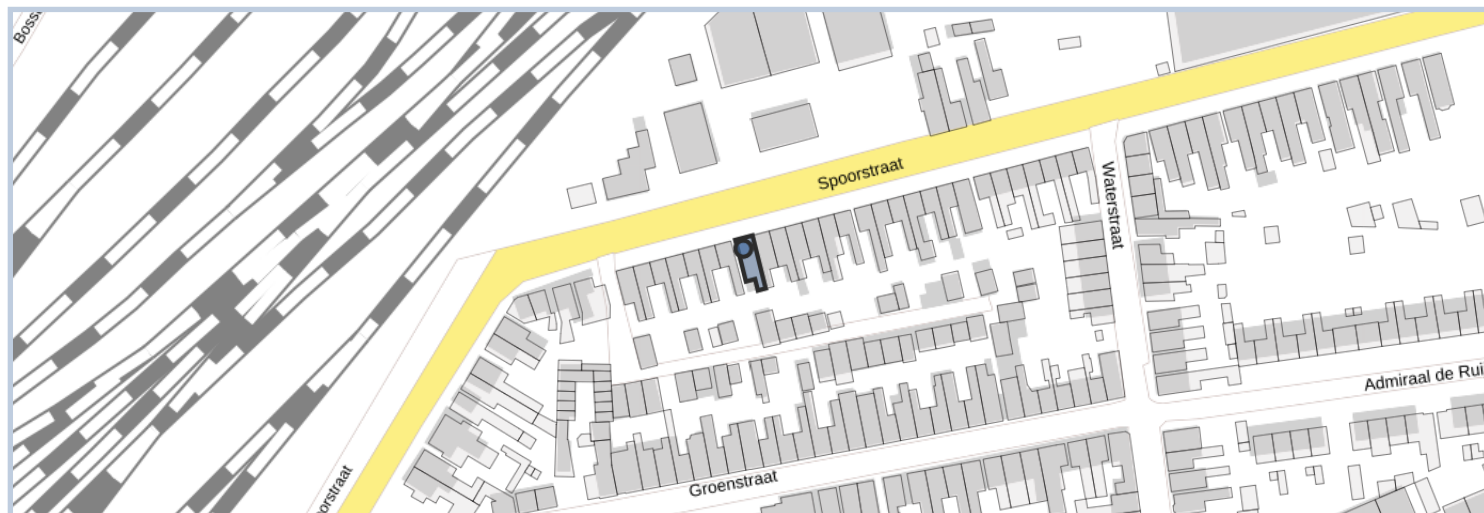 Spoorstraat
Waterstraat
Admiraal de Rui
Groenstraat
orstraat